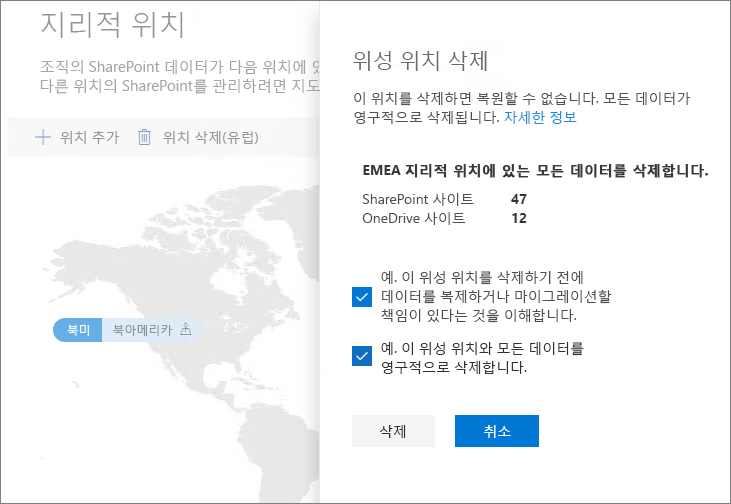 지리적 위치
조직의 SharePoint 데이터가 다음 위치에
다른 위치의 SharePoint를 관리하려면 지도
위치 추가
위치 삭제(유럽)
북미 북아메리카
위성 위치 삭제
이 위치를 삭제하면 복원할 수 없습니다. 모든 데이터가
영구적으로 삭제됩니다. 자세한 정보
EMEA 지리적 위치에 있는 모든 데이터를 삭제합니다.
SharePoint 사이트 47
OneDrive 사이트 12
예. 이 위성 위치를 삭제하기 전에
데이터를 복제하거나 마이그레이션할
책임이 있다는 것을 이해합니다.
예. 이 위성 위치와 모든 데이터를
영구적으로 삭제합니다.
삭제
취소